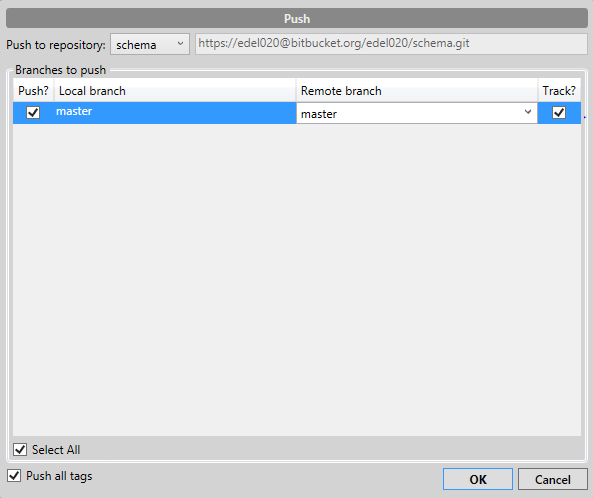 Push
Push to repository: schema https://edel020@bitbucket.org/edel020/schema.git
Branches to push
Push? Local branch Remote branch Track?
master master
Select All
Push all tags OK Cancel